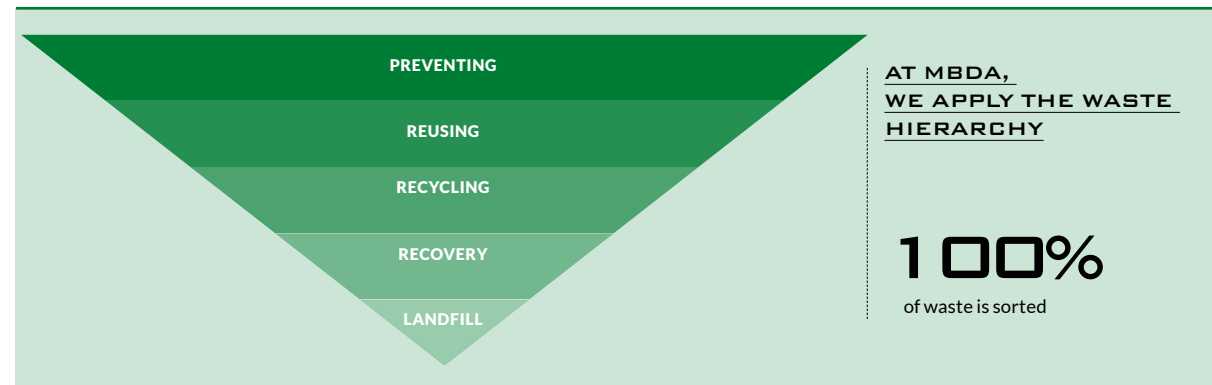 PREVENTING
REUSING
RECYCLING
RECOVERY
LANDFILL
AT MBDA,
WE APPLY THE WASTE
HIERARCHY
100%
of waste is sorted